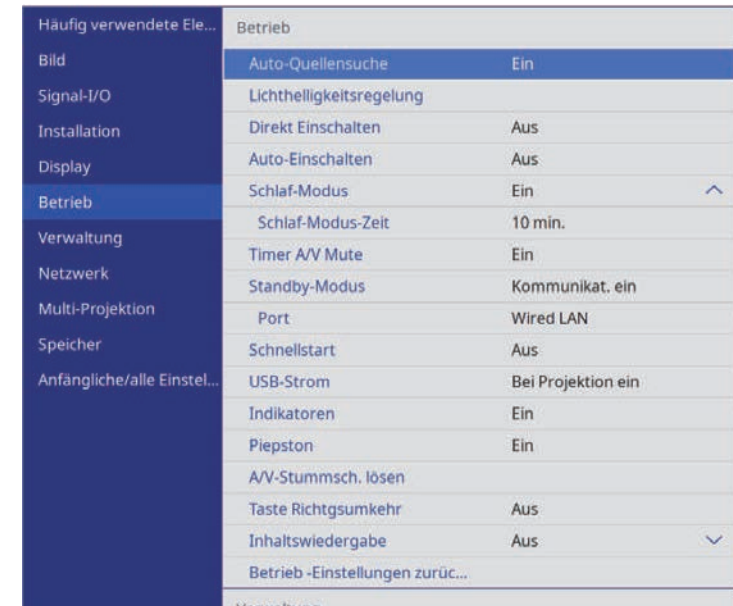 Häufig verwendete Ele...
Bild
Signal-I/O
Installation
Display
Betrieb
Verwaltung
Netzwerk
Multi-Projektion
Speicher
Anfängliche/alle Einstel...
Betrieb
Auto-Quellensuche Ein
Lichthelligkeitsregelung
Direkt Einschalten Aus
Auto-Einschalten Aus
Schlaf-Modus Ein
Schlaf-Modus-Zeit 10 min.
Timer A/V Mute Ein
Standby-Modus Kommunikat. ein
Port Wired LAN
Schnellstart Aus
USB-Strom Bei Projektion ein
Indikatoren Ein
Piepston Ein
A/V-Stummsch. lösen
Taste Richtgsumkehr Aus
Inhaltswiedergabe Aus
Betrieb -Einstellungen zurüc...